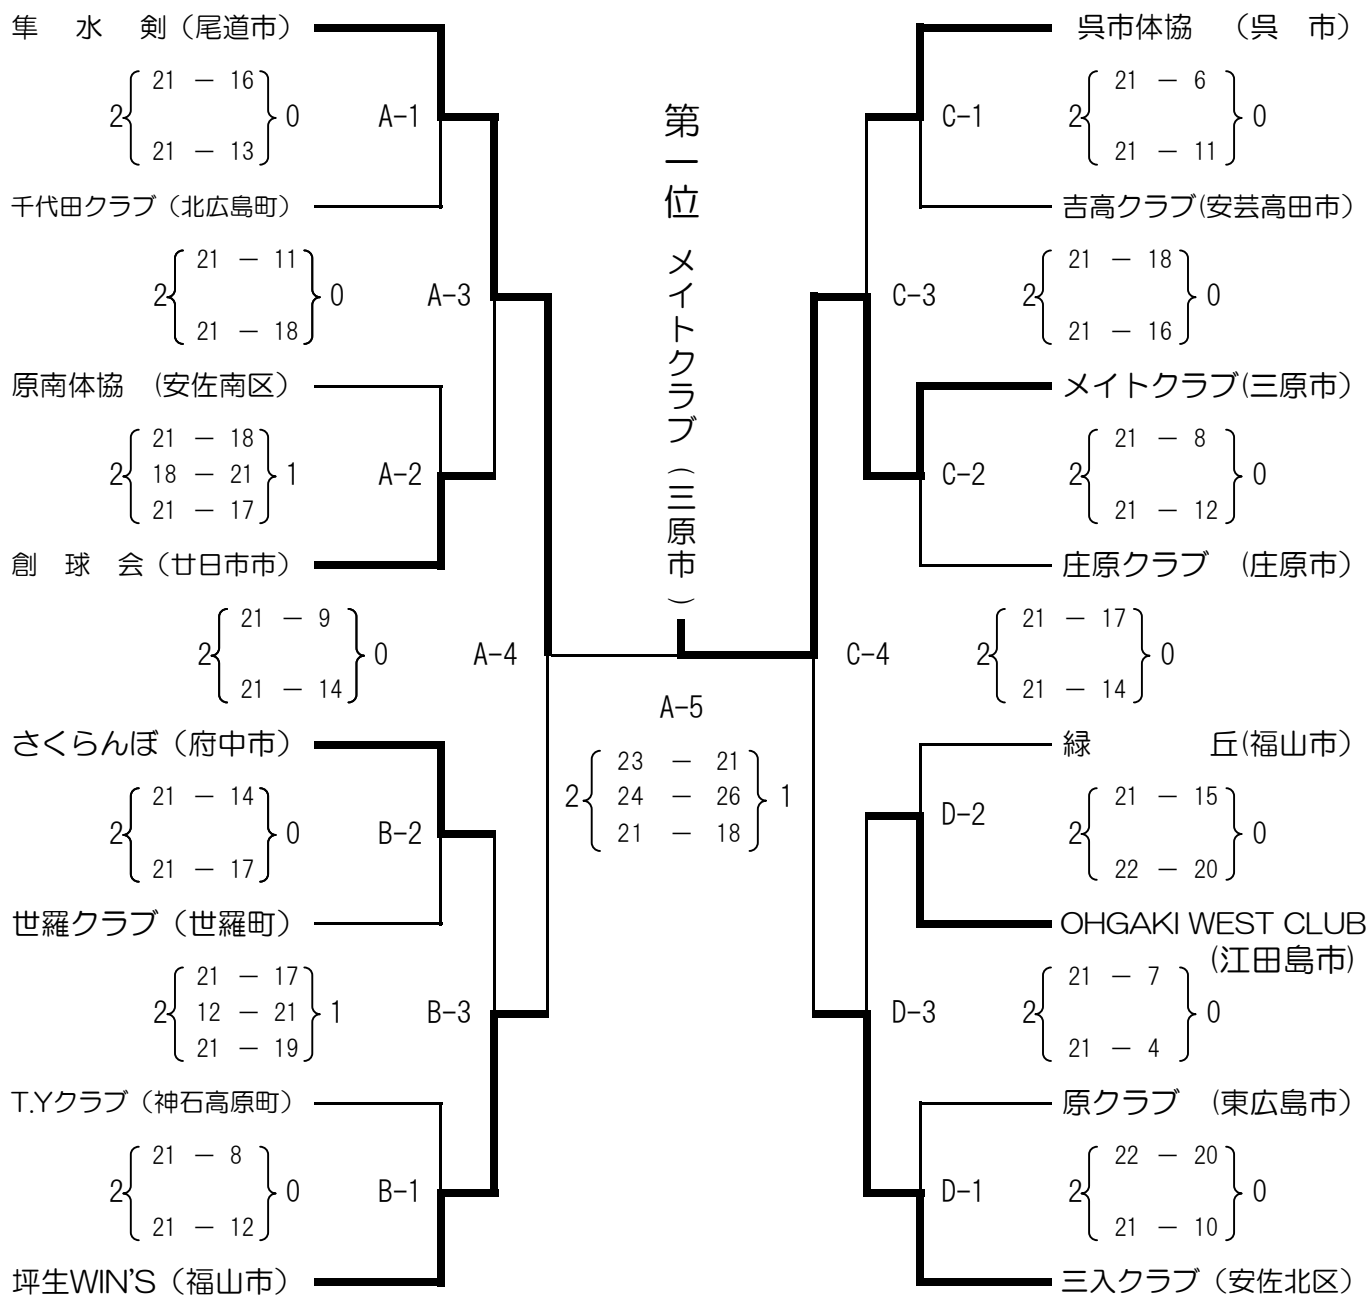 隼　水　剣（尾道市）
2 21 － 16 0
21 － 13
A-1
千代田クラブ（北広島町）
2 21 － 11 0
21 － 18
A-3
原南体協　(安佐南区）
2 21 － 18 1
18 － 21
21 － 17
A-2
創　球　会（廿日市市）
2 21 － 9 0
21 － 14
A-4
さくらんぼ（府中市）
2 21 － 14 0
21 － 17
B-2
世羅クラブ（世羅町）
2 21 － 17 1
12 － 21
21 － 19
B-3
T.Yクラブ（神石高原町）
2 21 － 8 0
21 － 12
B-1
坪生WIN'S（福山市）
第一位　メイトクラブ（三原市）
A-5
2 23 － 21 1
24 － 26
21 － 18
呉市体協　（呉　市）
C-1
2 21 － 6 0
21 － 11
吉高クラブ(安芸高田市）
C-3
2 21 － 18 0
21 － 16
メイトクラブ(三原市）
C-2
2 21 － 8 0
21 － 12
庄原クラブ　(庄原市）
C-4
2 21 － 17 0
21 － 14
緑　　　　丘(福山市）
D-2
2 21 － 15 0
22 － 20
OHGAKI WEST CLUB
(江田島市)
D-3
2 21 － 7 0
21 － 4
原クラブ　(東広島市）
D-1
2 22 － 20 0
21 － 10
三入クラブ（安佐北区）